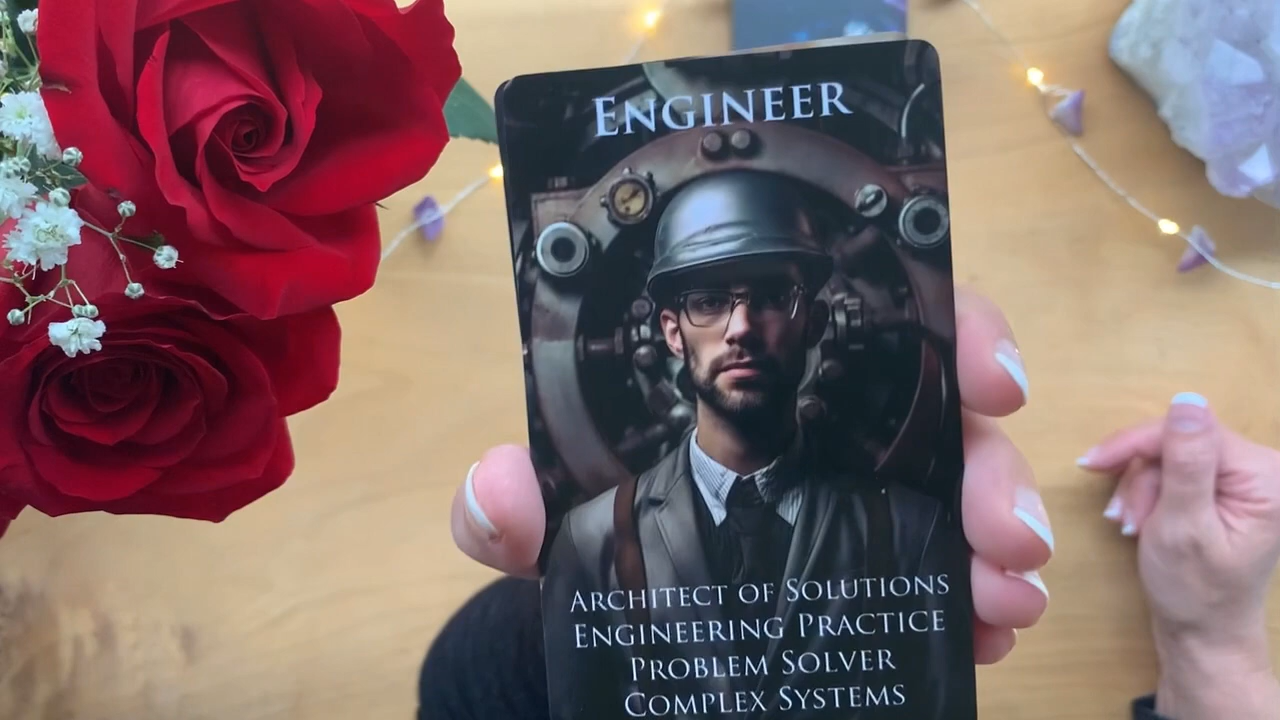 ENGINEER
ARCHITECT OF SOLUTIONS
ENGINEERING PRACTICE
PROBLEM SOLVER
COMPLEX SYSTEMS